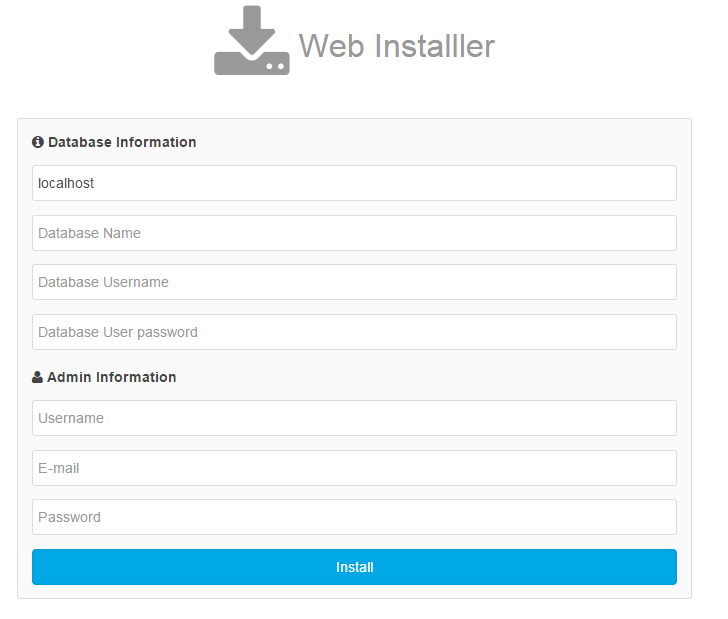 Web Installler
Database Information
localhost
Database Name
Database Username
Database User password
Admin Information
Username
E-mail
Password
Install